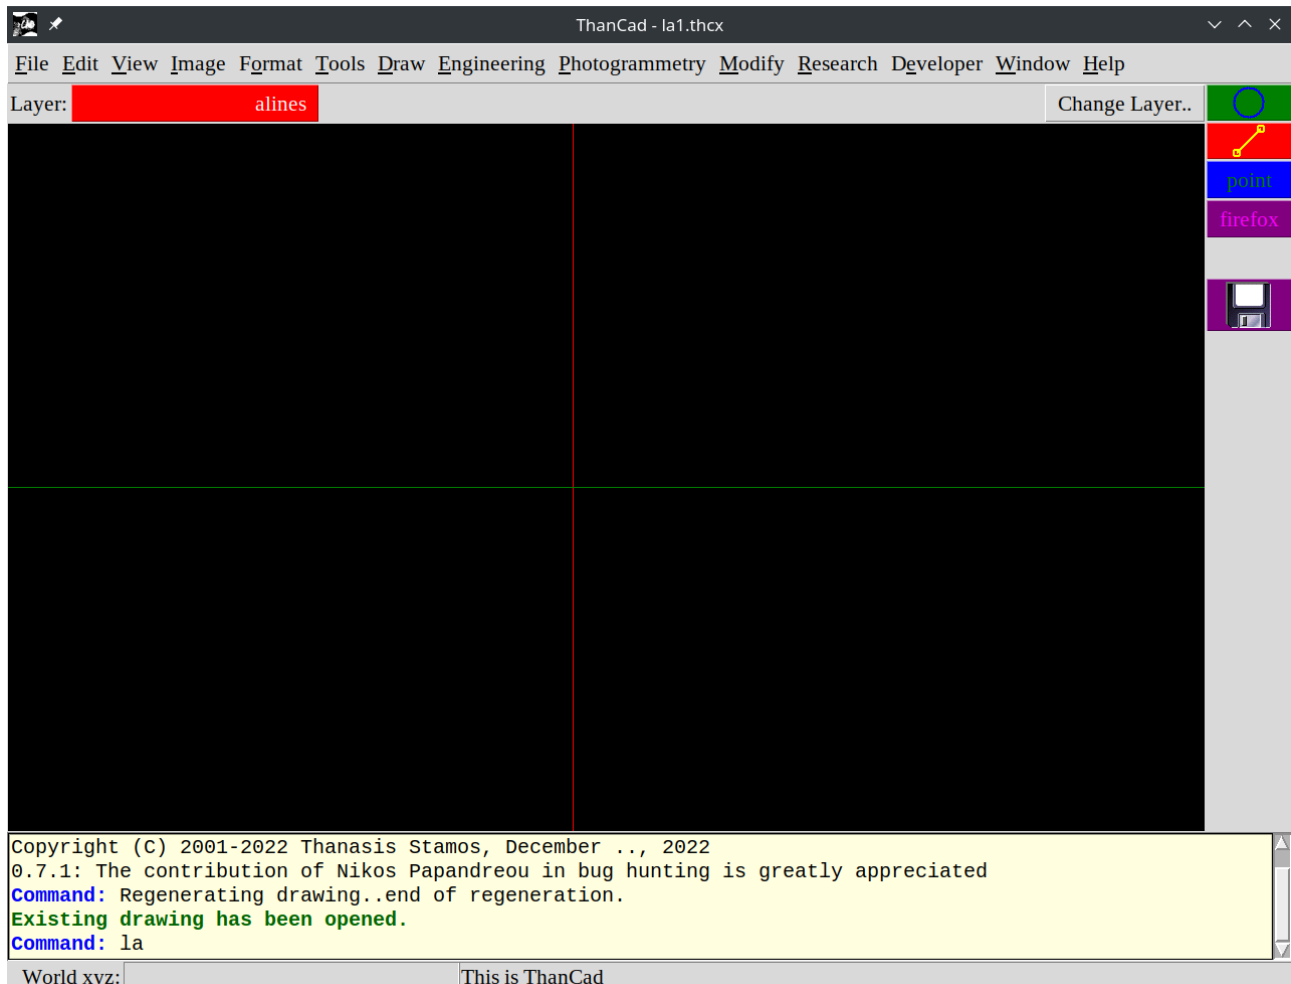 ThanCad - la1.thcx
File Edit View Image Format Tools Draw Engineering Photogrammetry Modify Research Developer Window Help
Layer: alines Change Layer..
point
firefox
Copyright (C) 2001-2022 Thanasis Stamos, December .., 2022
0.7.1: The contribution of Nikos Papandreou in bug hunting is greatly appreciated
Command: Regenerating drawing..end of regeneration.
Existing drawing has been opened.
Command: la
World xyz: This is ThanCad